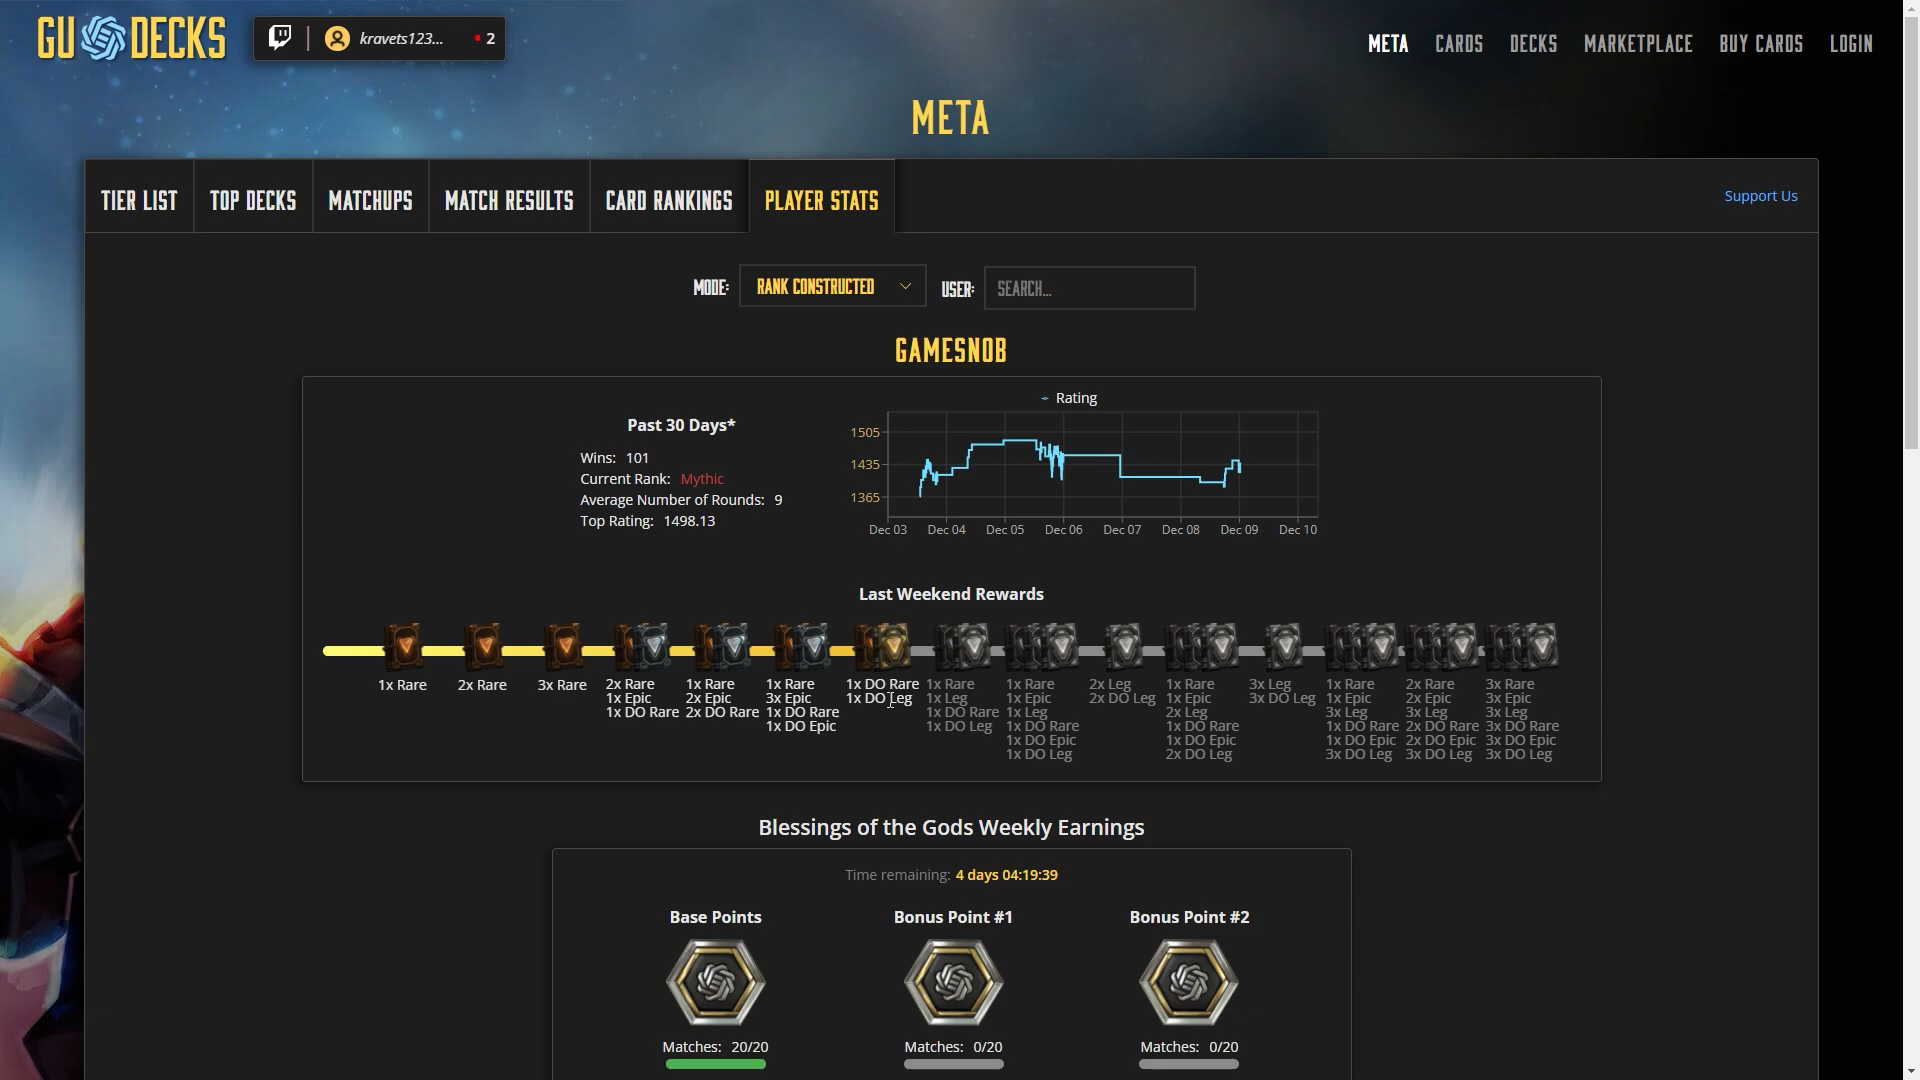 GU DECKS
kravets123... 2
META CARDS DECKS MARKETPLACE BUY CARDS LOGIN
META
TIER LIST TOP DECKS MATCHUPS MATCH RESULTS CARD RANKINGS PLAYER STATS
Support Us
MODE: RANK CONSTRUCTED USER: SEARCH...
GAMESNOB
Past 30 Days*
Wins: 101
Current Rank: Mythic
Average Number of Rounds: 9
Top Rating: 1498.13
Rating
1505
1435
1365
Dec 03 Dec 04 Dec 05 Dec 06 Dec 07 Dec 08 Dec 09 Dec 10
Last Weekend Rewards
1x Rare
2x Rare
3x Rare
2x Rare
1x Epic
1x DO Rare
1x Rare
2x Epic
2x DO Rare
1x Rare
3x Epic
1x DO Rare
1x DO Epic
1x DO Rare
1x DO Leg
1x Rare
1x Leg
1x DO Rare
1x DO Leg
1x Rare
1x Epic
1x Leg
1x DO Rare
1x DO Epic
1x DO Leg
2x Leg
2x DO Leg
1x Rare
1x Epic
2x Leg
1x DO Rare
1x DO Epic
2x DO Leg
3x Leg
3x DO Leg
1x Rare
1x Epic
3x Leg
1x DO Rare
1x DO Epic
3x DO Leg
2x Rare
2x Epic
3x Leg
2x DO Rare
2x DO Epic
3x DO Leg
3x Rare
3x Epic
3x Leg
3x DO Rare
3x DO Epic
3x DO Leg
Blessings of the Gods Weekly Earnings
Time remaining: 4 days 04:19:39
Base Points Bonus Point #1 Bonus Point #2
Matches: 20/20 Matches: 0/20 Matches: 0/20